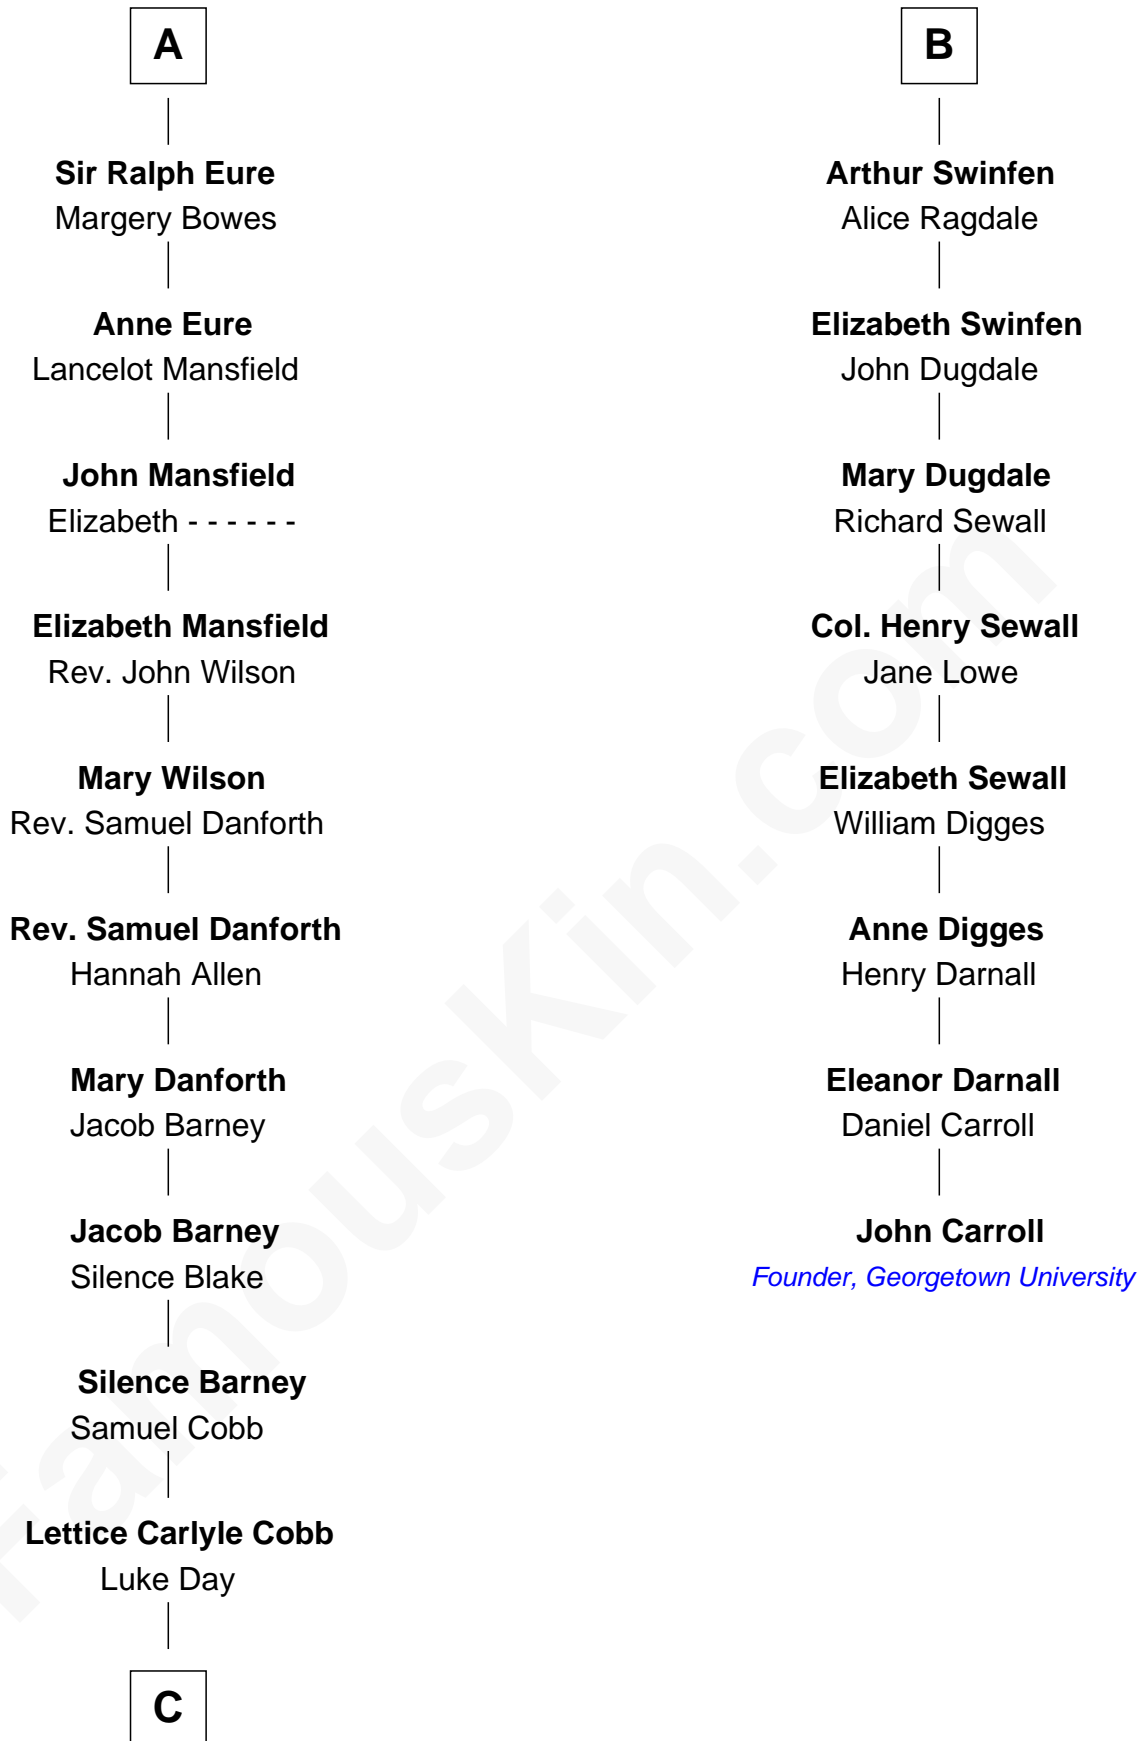 A
Sir Ralph Eure
Margery Bowes
Anne Eure
Lancelot Mansfield
John Mansfield
Elizabeth - - - - - -
Elizabeth Mansfield
Rev. John Wilson
Mary Wilson
Rev. Samuel Danforth
Rev. Samuel Danforth
Hannah Allen
Mary Danforth
Jacob Barney
Jacob Barney
Silence Blake
Silence Barney
Samuel Cobb
Lettice Carlyle Cobb
Luke Day
C
B
Arthur Swinfen
Alice Ragdale
Elizabeth Swinfen
John Dugdale
Mary Dugdale
Richard Sewall
Col. Henry Sewall
Jane Lowe
Elizabeth Sewall
William Digges
Anne Digges
Henry Darnall
Eleanor Darnall
Daniel Carroll
John Carroll
Founder, Georgetown University
FamousKin.com